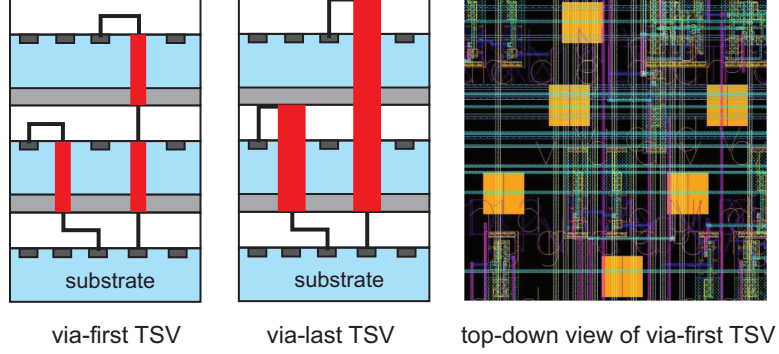 substrate
substrate
via-first TSV
via-last TSV
top-down view of via-first TSV